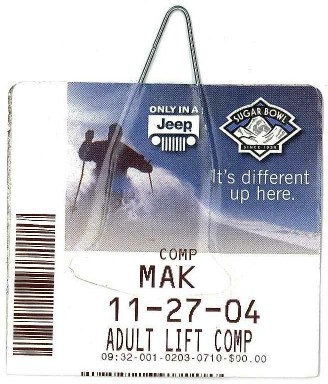 ONLY IN A
Jeep
SUGAR BOWL
SINCE 1939
It's different
up here.
COMP
MAK
11-27-04
ADULT LIFT COMP
09:32-001-0203-0710-$00.00